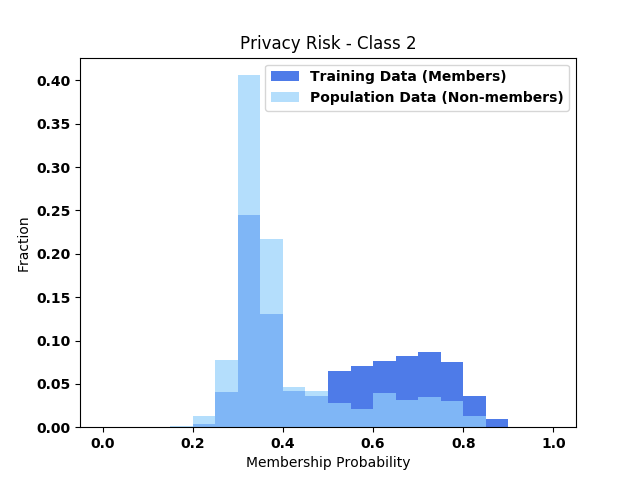 Privacy Risk - Class 2
Training Data (Members)
Population Data (Non-members)
0.40
0.35
0.30
0.25
0.20
0.15
0.10
0.05
0.00
Fraction
0.0 0.2 0.4 0.6 0.8 1.0
Membership Probability